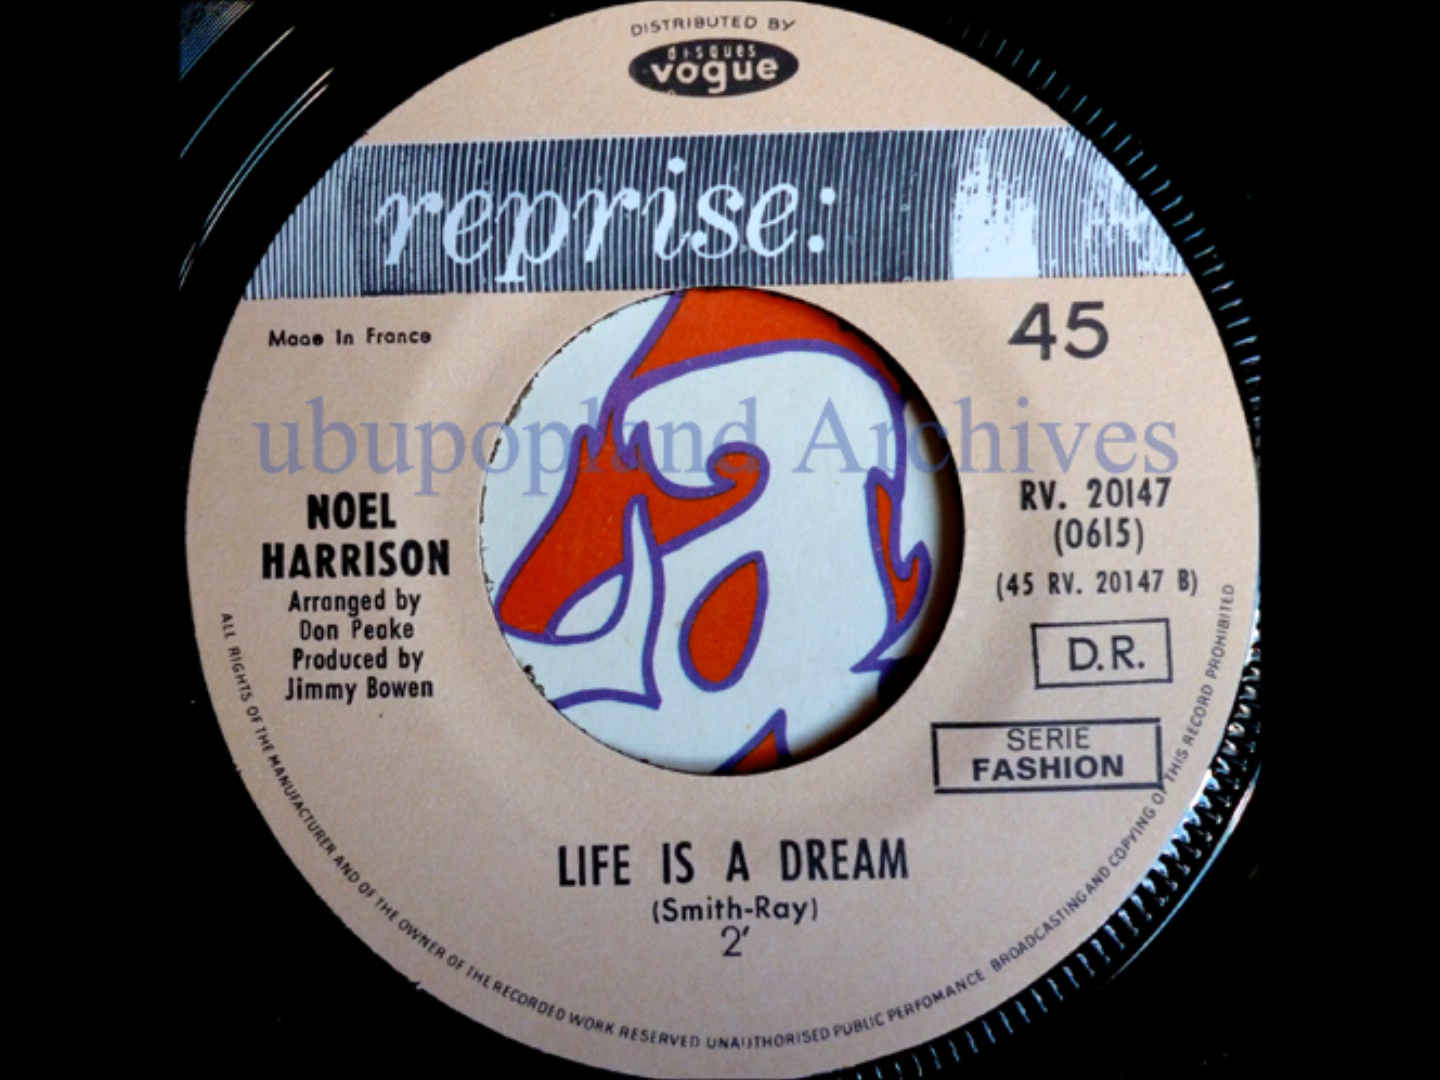 DISTRIBUTED BY
disques
vogue
reprise:
Made In France
45
ubupopland Archives
NOEL
HARRISON
Arranged by
Don Peake
Produced by
Jimmy Bowen
RV. 20147
(0615)
(45 RV. 20147 B)
D.R.
SERIE
FASHION
LIFE IS A DREAM
(Smith-Ray)
2'
ALL RIGHTS OF THE MANUFACTURER AND OF THE OWNER OF THE RECORDED WORK RESERVED UNAUTHORISED PUBLIC PERFOMANCE · BROADCASTING AND COPYING OF THIS RECORD PROHIBITED